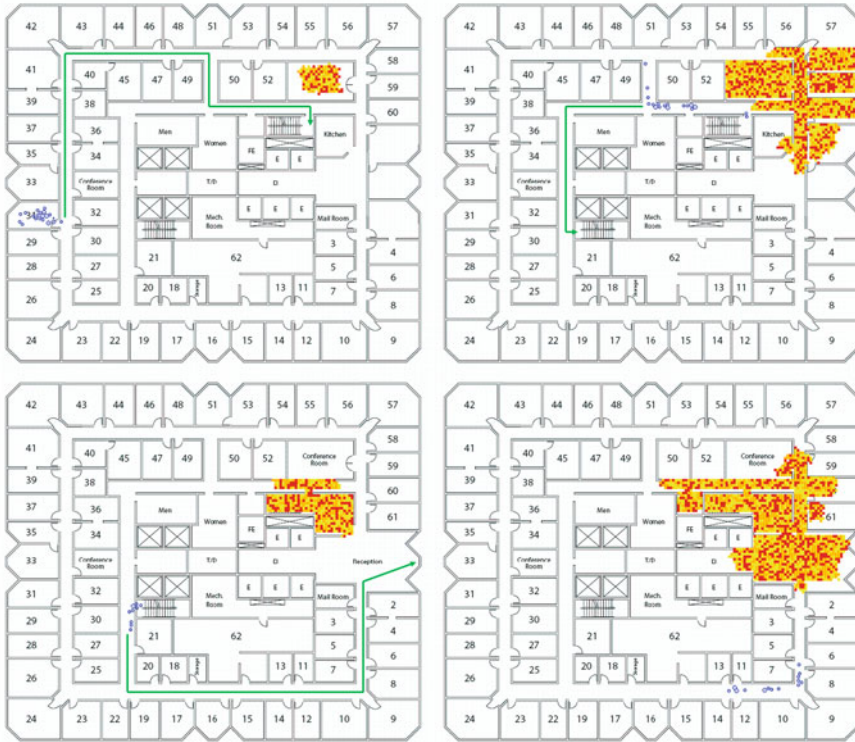 42 43 44 46 48 51 53 54 55 56 57
58
41 40 45 47 49 50 52 59
39 38 60
37 36 Men Women Kitchen
35 34 FE E E
E E
33 Conference Room T/D D
32 Mech. Room E E E Mail Room
29 30 3 4
28 27 21 62 5 6
26 25 20 18 Storage 13 11 7 8
24 23 22 19 17 16 15 14 12 10 9
42 43 44 46 48 51 53 54 55 56 57
41 40 45 47 49 50 52
39 38
37 36 Men Women Kitchen
35 34 FE E
E E
33 Conference Room T/D D
31 32 Mech. Room E E E Mail Room
29 30 3 4
28 27 21 62 5 6
26 25 20 18 Storage 13 11 7 8
24 23 22 19 17 16 15 14 12 10 9
42 43 44 46 48 51 53 54 55 56 57
58
41 40 45 47 49 50 52 Conference Room 59
39 38 60
37 36 Men Women 61
35 34 FE E
E E
33 Conference Room T/D D Reception
31 32 Mech. Room E E E Mail Room 2
29 30 3 4
28 27 21 62 5 6
26 25 20 18 Storage 13 11 7 8
24 23 22 19 17 16 15 14 12 10 9
42 43 44 46 48 51 53 54 55 56 57
58
41 40 45 47 49 50 52 Conference Room 59
39 38 60
37 36 Men Women 61
35 34 FE E
E E
33 Conference Room T/D D
31 32 Mech. Room E E E Mail Room 2
29 30 3 4
28 27 21 62 5 6
26 25 20 18 Storage 13 11 7 8
24 23 22 19 17 16 15 14 12 10 9